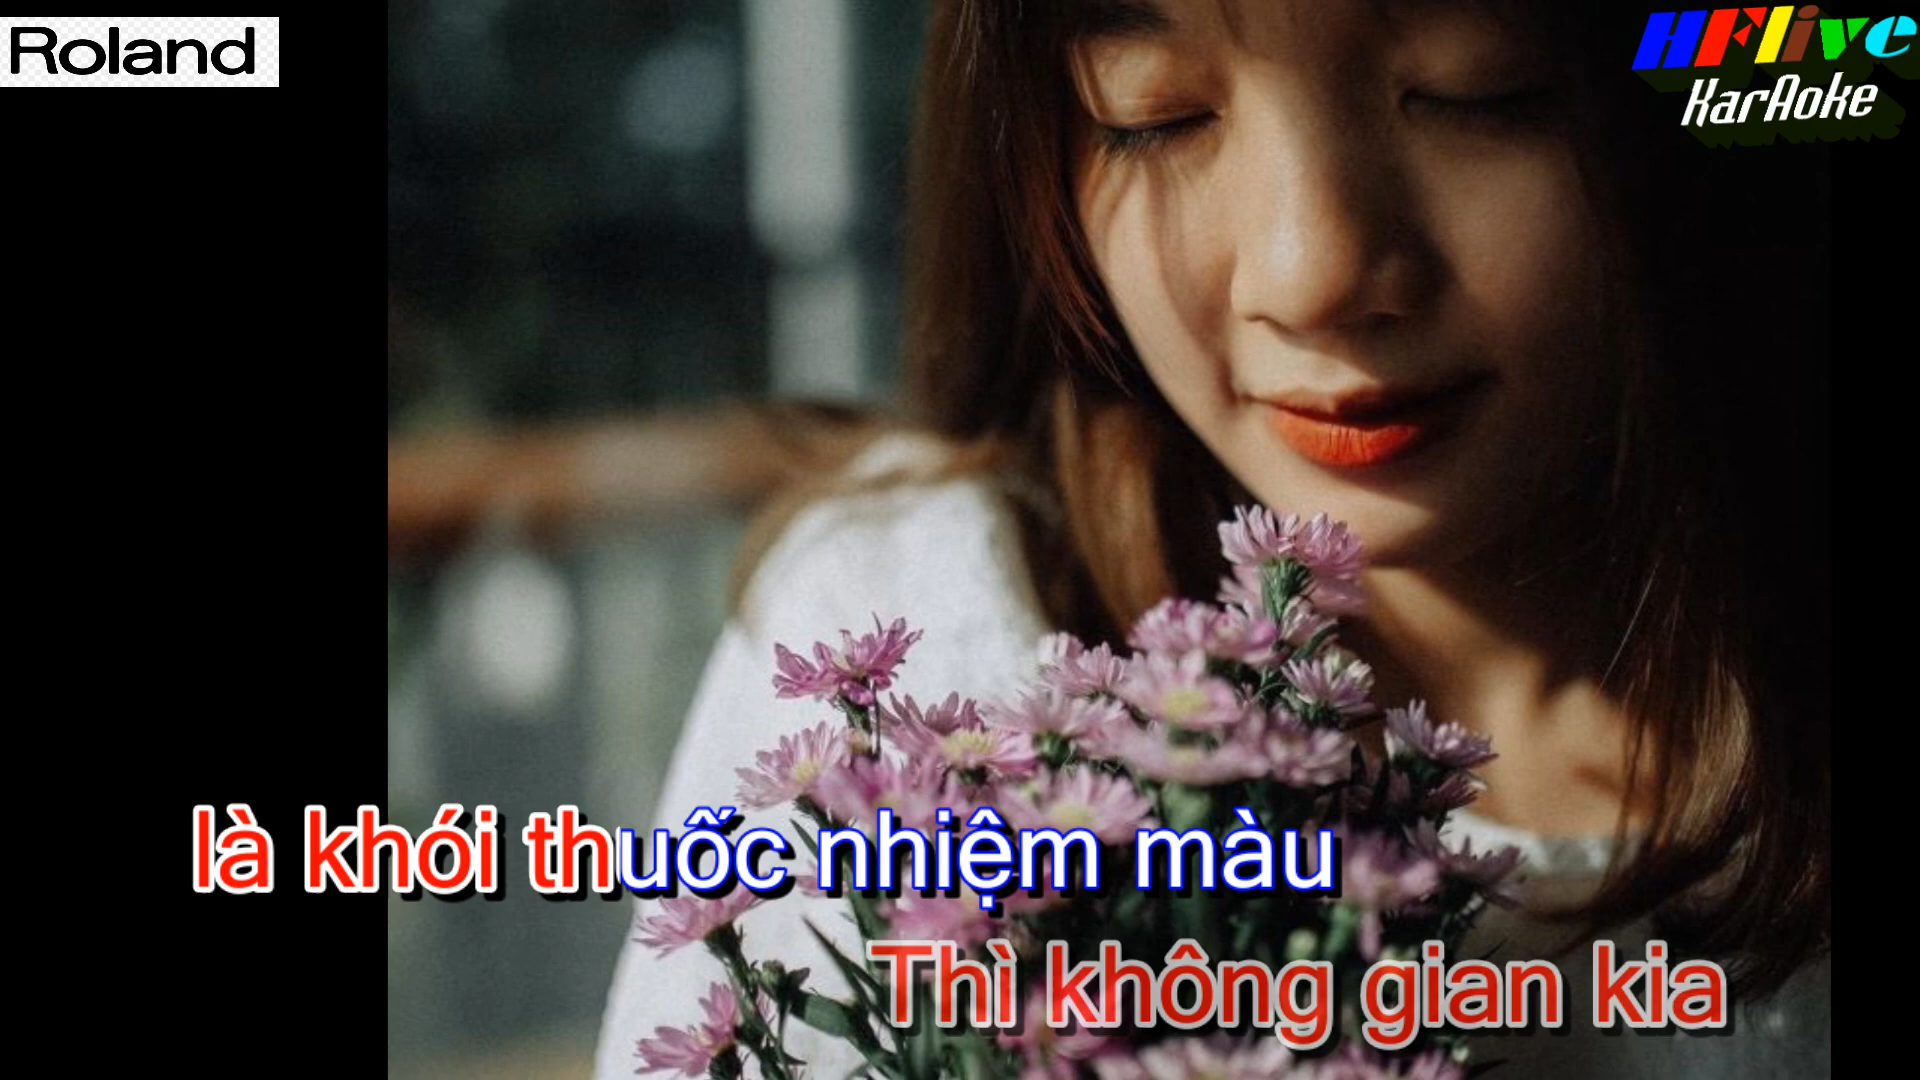 Roland
HFlive
KarAoke
là khói thuốc nhiệm màu
Thì không gian kia